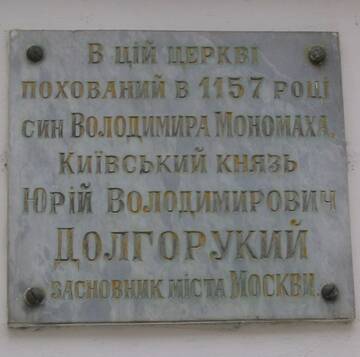 В ЦІЙ ЦЕРКВІ
ПОХОВАНИЙ В 1157 РОЦІ
СИН ВОЛОДИМИРА МОНОМАХА,
КИЇВСЬКИЙ КНЯЗЬ
ЮРІЙ ВОЛОДИМИРОВИЧ
ДОЛГОРУКИЙ
ЗАСНОВНИК МІСТА МОСКВИ.